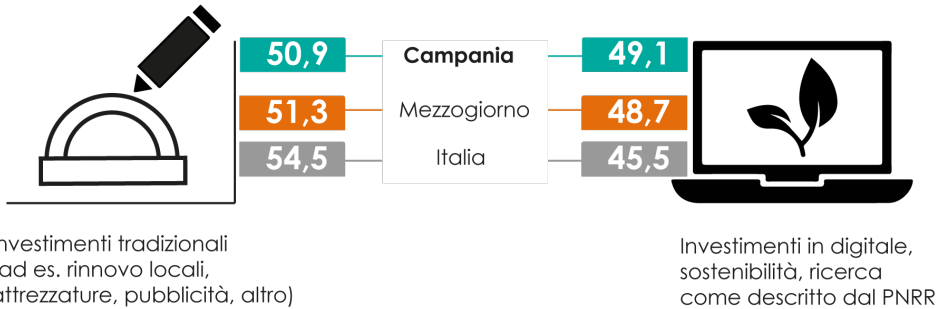 50,9 Campania 49,1
51,3 Mezzogiorno 48,7
54,5 Italia 45,5
nvestimenti tradizionali
ad es. rinnovo locali,
attrezzature, pubblicità, altro)
Investimenti in digitale,
sostenibilità, ricerca
come descritto dal PNRR